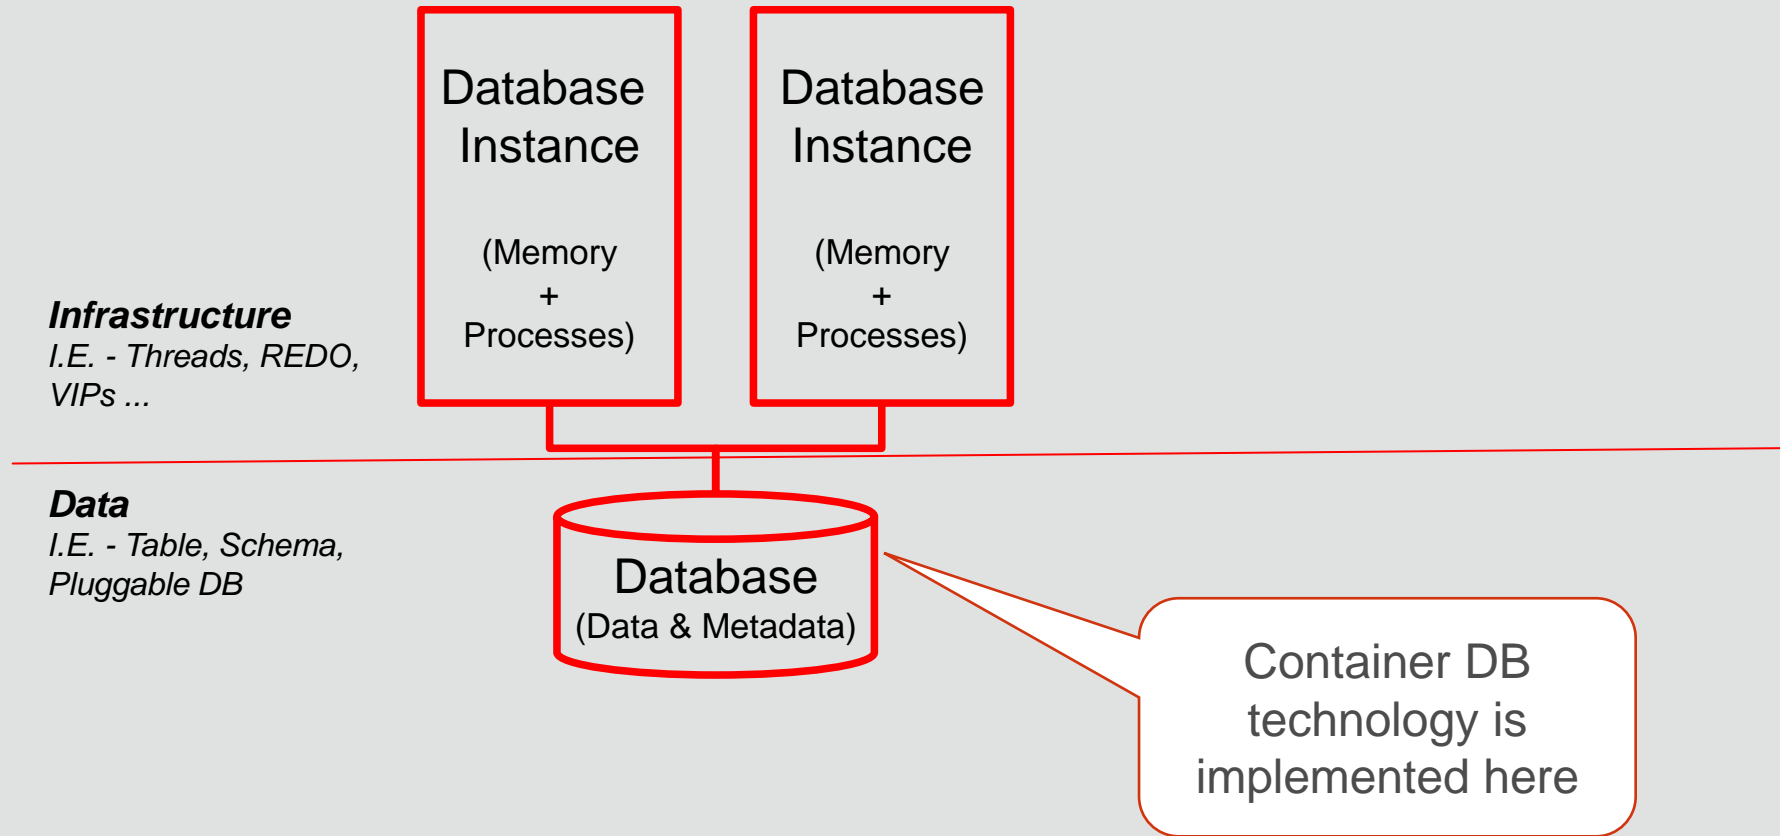 Database
Instance
(Memory
+
Processes)
Database
Instance
(Memory
+
Processes)
Infrastructure
I.E. - Threads, REDO,
VIPs ...
Data
I.E. - Table, Schema,
Pluggable DB
Database
(Data & Metadata)
Container DB
technology is
implemented here